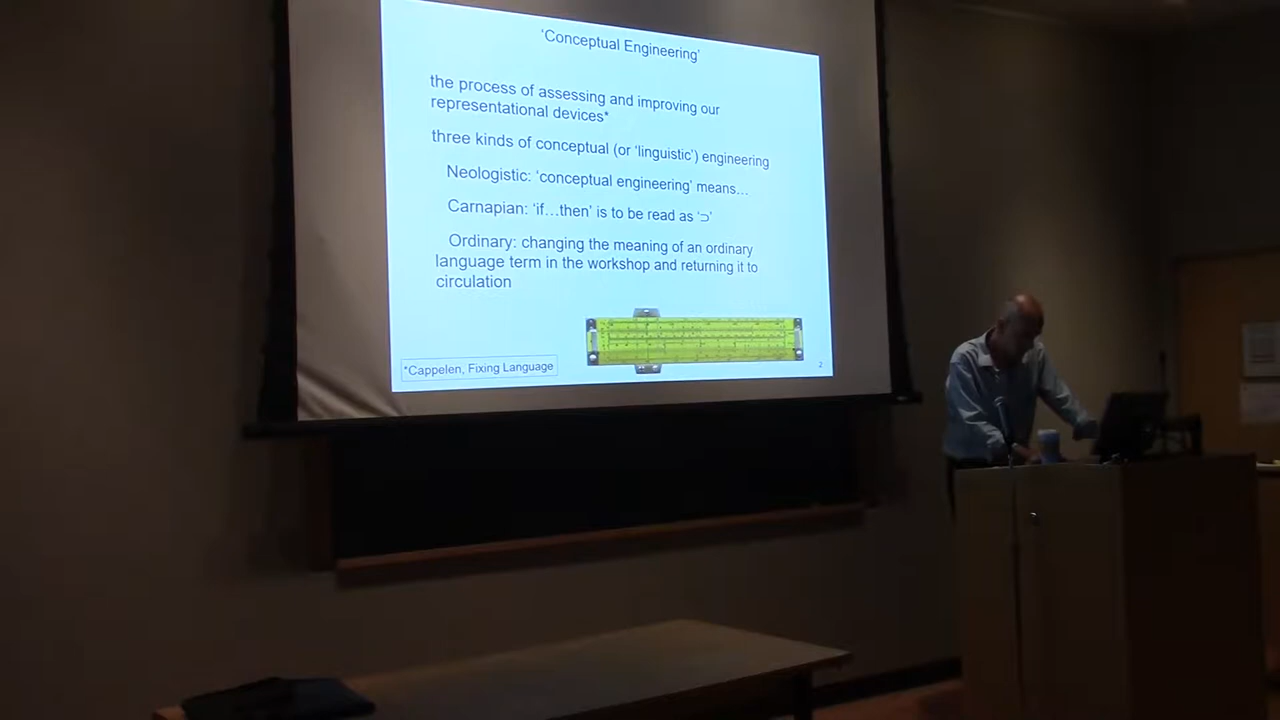 ‘Conceptual Engineering’
the process of assessing and improving our
representational devices*
three kinds of conceptual (or ‘linguistic’) engineering
Neologistic: ‘conceptual engineering’ means…
Carnapian: ‘if…then’ is to be read as ‘⊃’
Ordinary: changing the meaning of an ordinary
language term in the workshop and returning it to
circulation
*Cappelen, Fixing Language
2